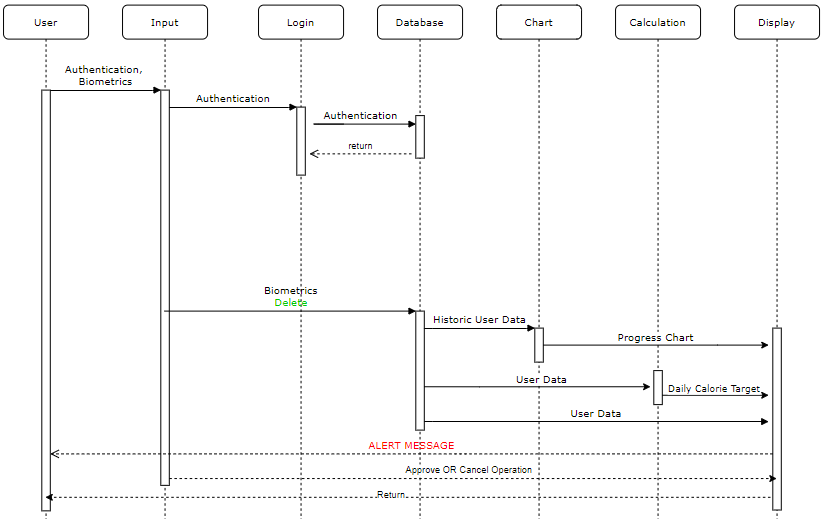 User
Input
Login
Database
Chart
Calculation
Display
Authentication,
Biometrics
Authentication
Authentication
return
Biometrics
Delete
Historic User Data
Progress Chart
User Data
Daily Calorie Target
User Data
ALERT MESSAGE
Approve OR Cancel Operation
Return